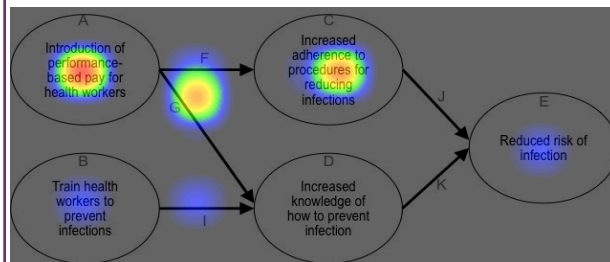 A
Introduction of
performance-
based pay for
health workers
F
C
Increased
adherence to
procedures for
reducing
infections
G
J
E
Reduced risk of
infection
B
Train health
workers to
prevent
infections
I
D
Increased
knowledge of
how to prevent
infection
K